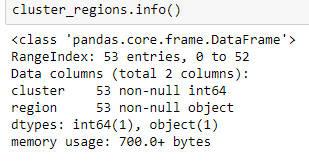 cluster_regions.info()
<class 'pandas.core.frame.DataFrame'>
RangeIndex: 53 entries, 0 to 52
Data columns (total 2 columns):
cluster    53 non-null int64
region     53 non-null object
dtypes: int64(1), object(1)
memory usage: 700.0+ bytes